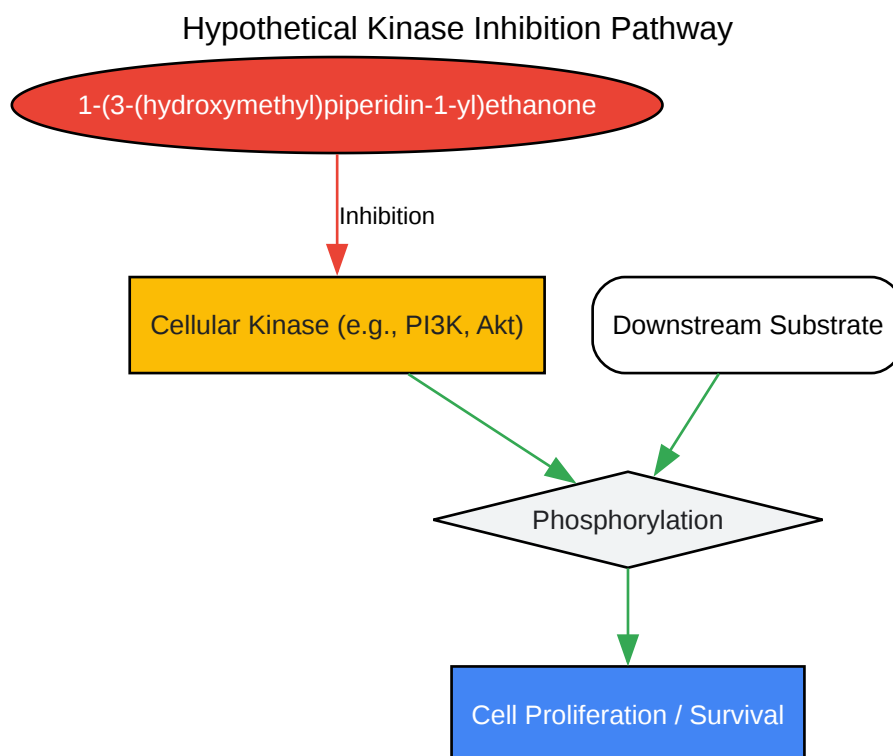 Hypothetical Kinase Inhibition Pathway
1-(3-(hydroxymethyl)piperidin-1-yl)ethanone
Inhibition
Cellular Kinase (e.g., PI3K, Akt)
Downstream Substrate
Phosphorylation
Cell Proliferation / Survival